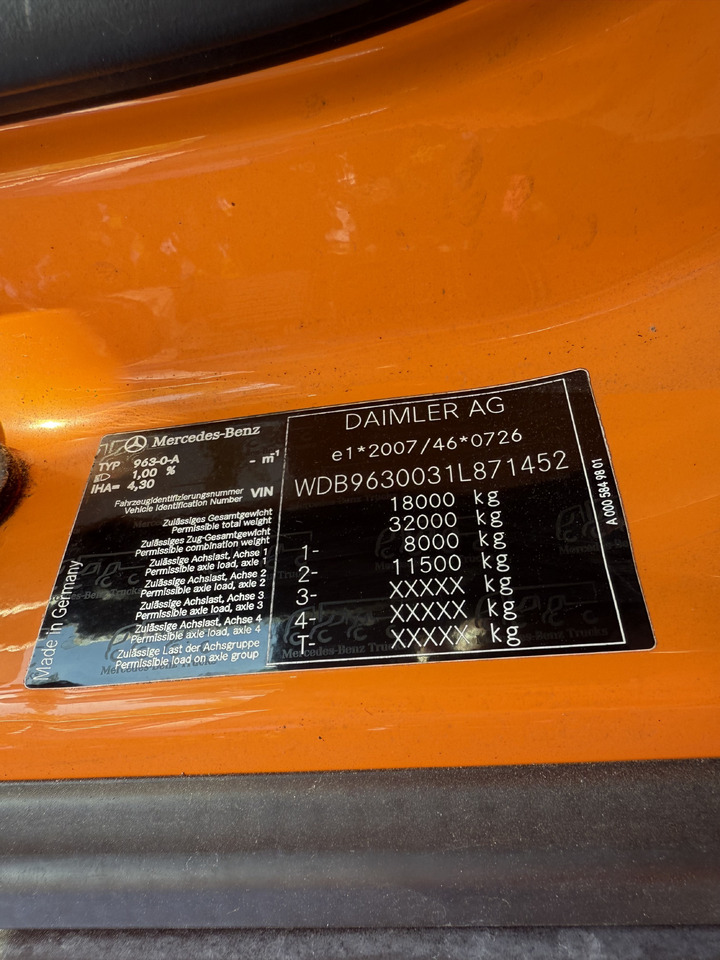 Mercedes-Benz
TYP 963-0-A - m⁻¹
1.00 %
IHA= 4,30
Fahrzeugidentifizierungsnummer
Vehicle Identification Number VIN
Zulässiges Gesamtgewicht
Permissible total weight
Zulässiges Zug-Gesamtgewicht
Permissible combination weight
Zulässige Achslast, Achse 1
Permissible axle load, axle 1
Zulässige Achslast, Achse 2
Permissible axle load, axle 2
Zulässige Achslast, Achse 3
Permissible axle load, axle 3
Zulässige Achslast, Achse 4
Permissible axle load, axle 4
Zulässige Last der Achsgruppe
Permissible load on axle group
Made in Germany
DAIMLER AG
e1*2007/46*0726
WDB9630031L871452
18000 kg
32000 kg
1- 8000 kg
2- 11500 kg
3- XXXXX kg
4- XXXXX kg
T- XXXXX kg
A 000 584 98 01
Mercedes-Benz Trucks